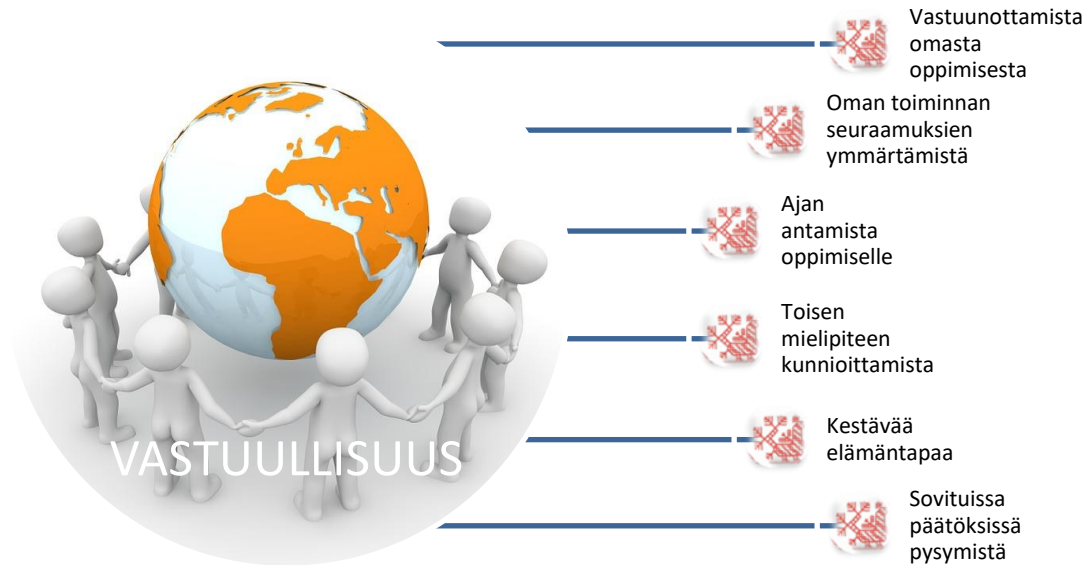 Vastuunottamista
omasta
oppimisesta
Oman toiminnan
seuraamuksien
ymmärtämistä
Ajan
antamista
oppimiselle
Toisen
mielipiteen
kunnioittamista
VASTUULLISUUS
Kestävää
elämäntapaa
Sovituissa
päätöksissä
pysymistä